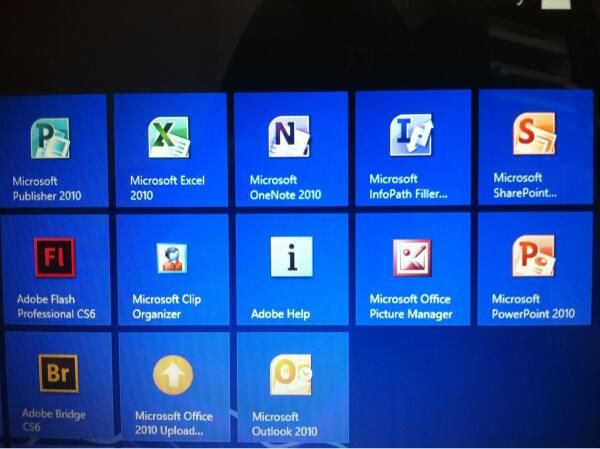 P
Microsoft
Publisher 2010
X
Microsoft Excel
2010
N
Microsoft
OneNote 2010
I
Microsoft
InfoPath Filler...
S
Microsoft
SharePoint...
Fl
Adobe Flash
Professional CS6
Microsoft Clip
Organizer
i
Adobe Help
Microsoft Office
Picture Manager
P
Microsoft
PowerPoint 2010
Br
Adobe Bridge
CS6
Microsoft Office
2010 Upload...
O
Microsoft
Outlook 2010